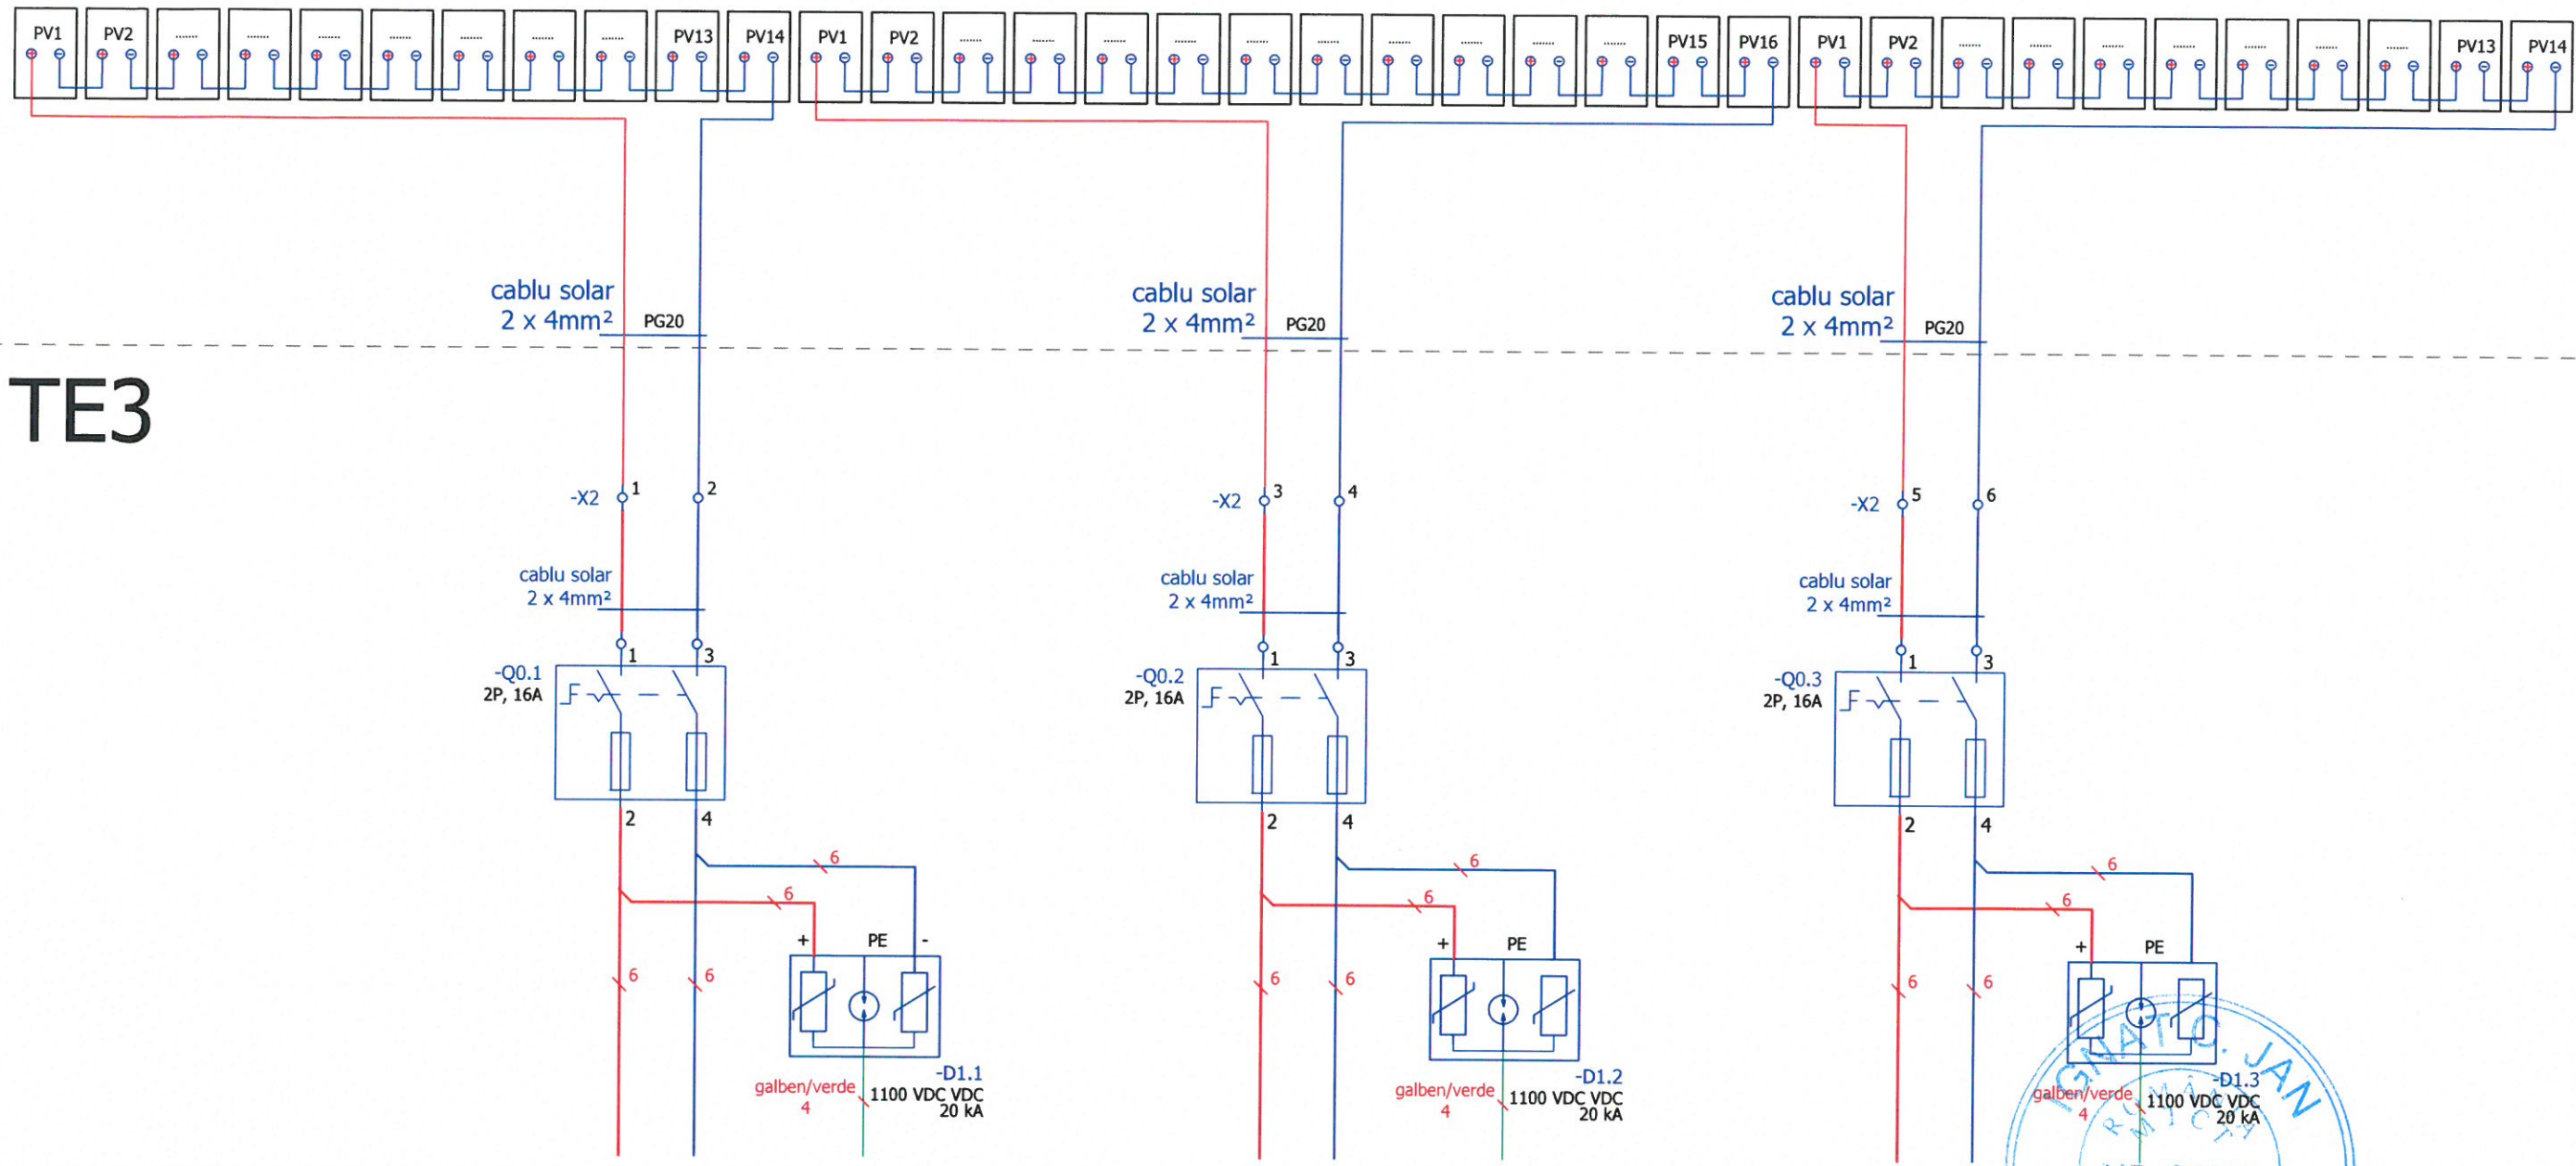 PV1 PV2 ....... ....... ....... ....... ....... ....... ....... PV13 PV14 PV1 PV2 ....... ....... ....... ....... ....... ....... ....... ....... ....... ....... PV15 PV16 PV1 PV2 ....... ....... ....... ....... ....... ....... ....... PV13 PV14
cablu solar
2 x 4mm² PG20
cablu solar
2 x 4mm² PG20
cablu solar
2 x 4mm² PG20
TE3
-X2 1 2
-X2 3 4
-X2 5 6
cablu solar
2 x 4mm²
cablu solar
2 x 4mm²
cablu solar
2 x 4mm²
1 3
-Q0.1
2P, 16A
2 4
1 3
-Q0.2
2P, 16A
2 4
1 3
-Q0.3
2P, 16A
2 4
6
6
+ PE -
6 6
-D1.1
galben/verde 1100 VDC VDC
4 20 kA
6
6
+ PE
6 6
-D1.2
galben/verde 1100 VDC VDC
4 20 kA
6
6
+ PE
6 6
-D1.3
galben/verde 1100 VDC VDC
4 20 kA
IGNAT C. JAN